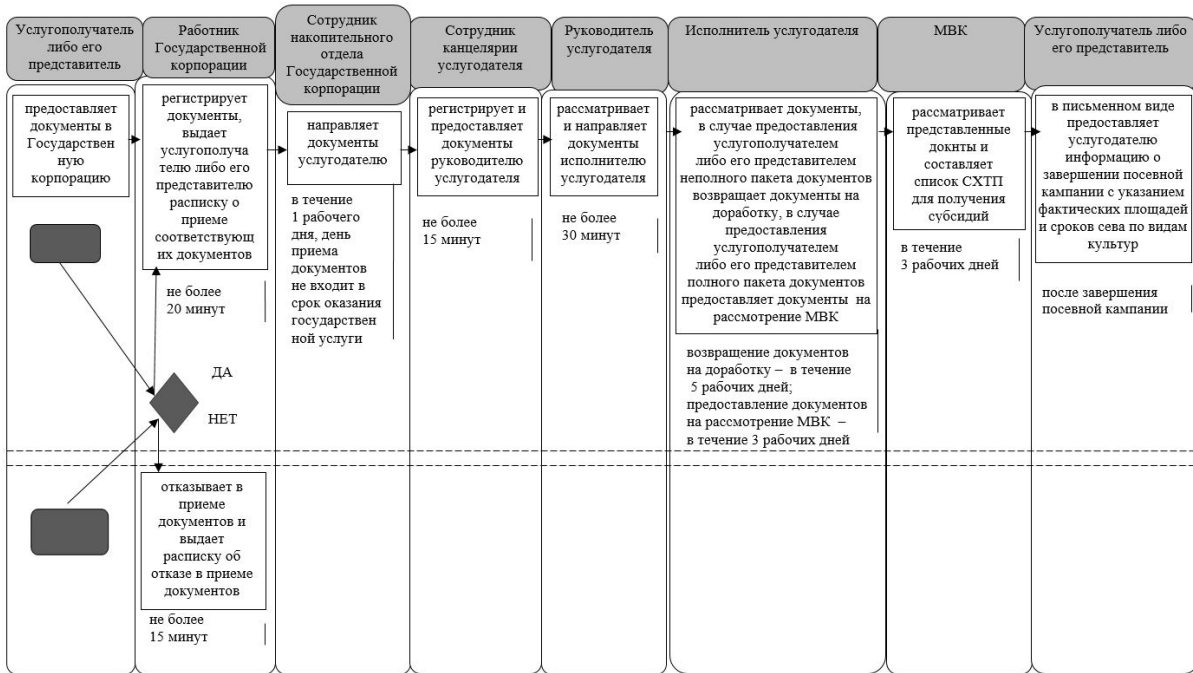 Услугополучатель
либо его
представитель
Работник
Государственной
корпорации
Сотрудник
накопительного
отдела
Государственной
корпорации
Сотрудник
канцелярии
услугодателя
Руководитель
услугодателя
Исполнитель услугодателя
МВК
Услугополучатель либо
его представитель
предоставляет
документы в
Государствен
ную
корпорацию
регистрирует
документы,
выдает
услугополуча
телю либо его
представителю
расписку о
приеме
соответствующ
их документов
не более
20 минут
направляет
документы
услугодателю
в течение
1 рабочего
дня, день
приема
документов
не входит в
срок оказания
государствен
ной услуги
регистрирует и
предоставляет
документы
руководителю
услугодателя
не более
15 минут
рассматривает
и направляет
документы
исполнителю
услугодателя
не более
30 минут
рассматривает документы,
в случае предоставления
услугополучателем
либо его представителем
неполного пакета документов
возвращает документы на
доработку, в случае
предоставления
услугополучателем
либо его представителем
полного пакета документов
предоставляет документы на
рассмотрение МВК
возвращение документов
на доработку – в течение
5 рабочих дней;
предоставление документов
на рассмотрение МВК –
в течение 3 рабочих дней
рассматривает
представленные
докнты и
составляет
список СХТП
для получения
субсидий
в течение
3 рабочих дней
в письменном виде
предоставляет
услугодателю
информацию о
завершении посевной
кампании с указанием
фактических площадей
и сроков сева по видам
культур
после завершения
посевной кампании
ДА
НЕТ
отказывает в
приеме
документов и
выдает
расписку об
отказе в приеме
документов
не более
15 минут